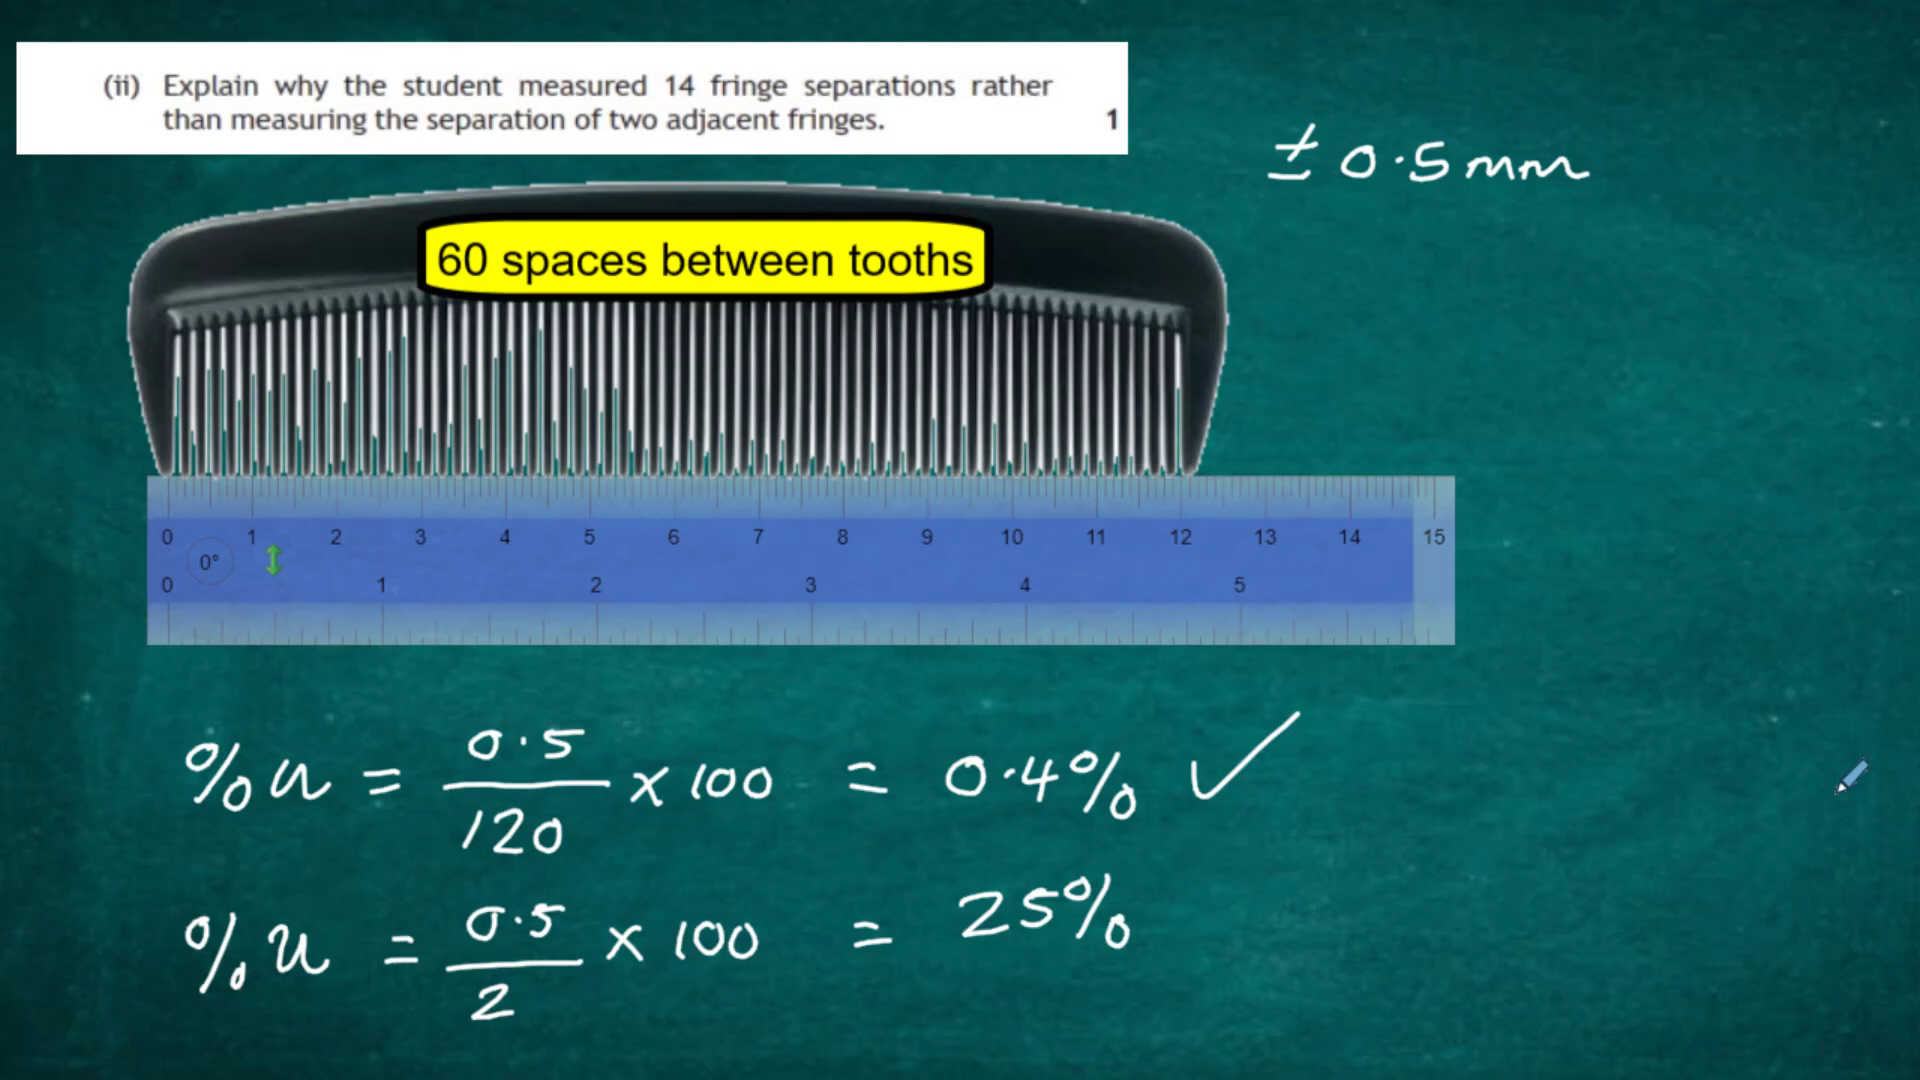 (ii) Explain why the student measured 14 fringe separations rather
than measuring the separation of two adjacent fringes. 1
± 0.5mm
60 spaces between tooths
0 1 2 3 4 5 6 7 8 9 10 11 12 13 14 15
0°
0 1 2 3 4 5
%u = 0.5/120 x 100 = 0.4% ✓
%u = 0.5/2 x 100 = 25%